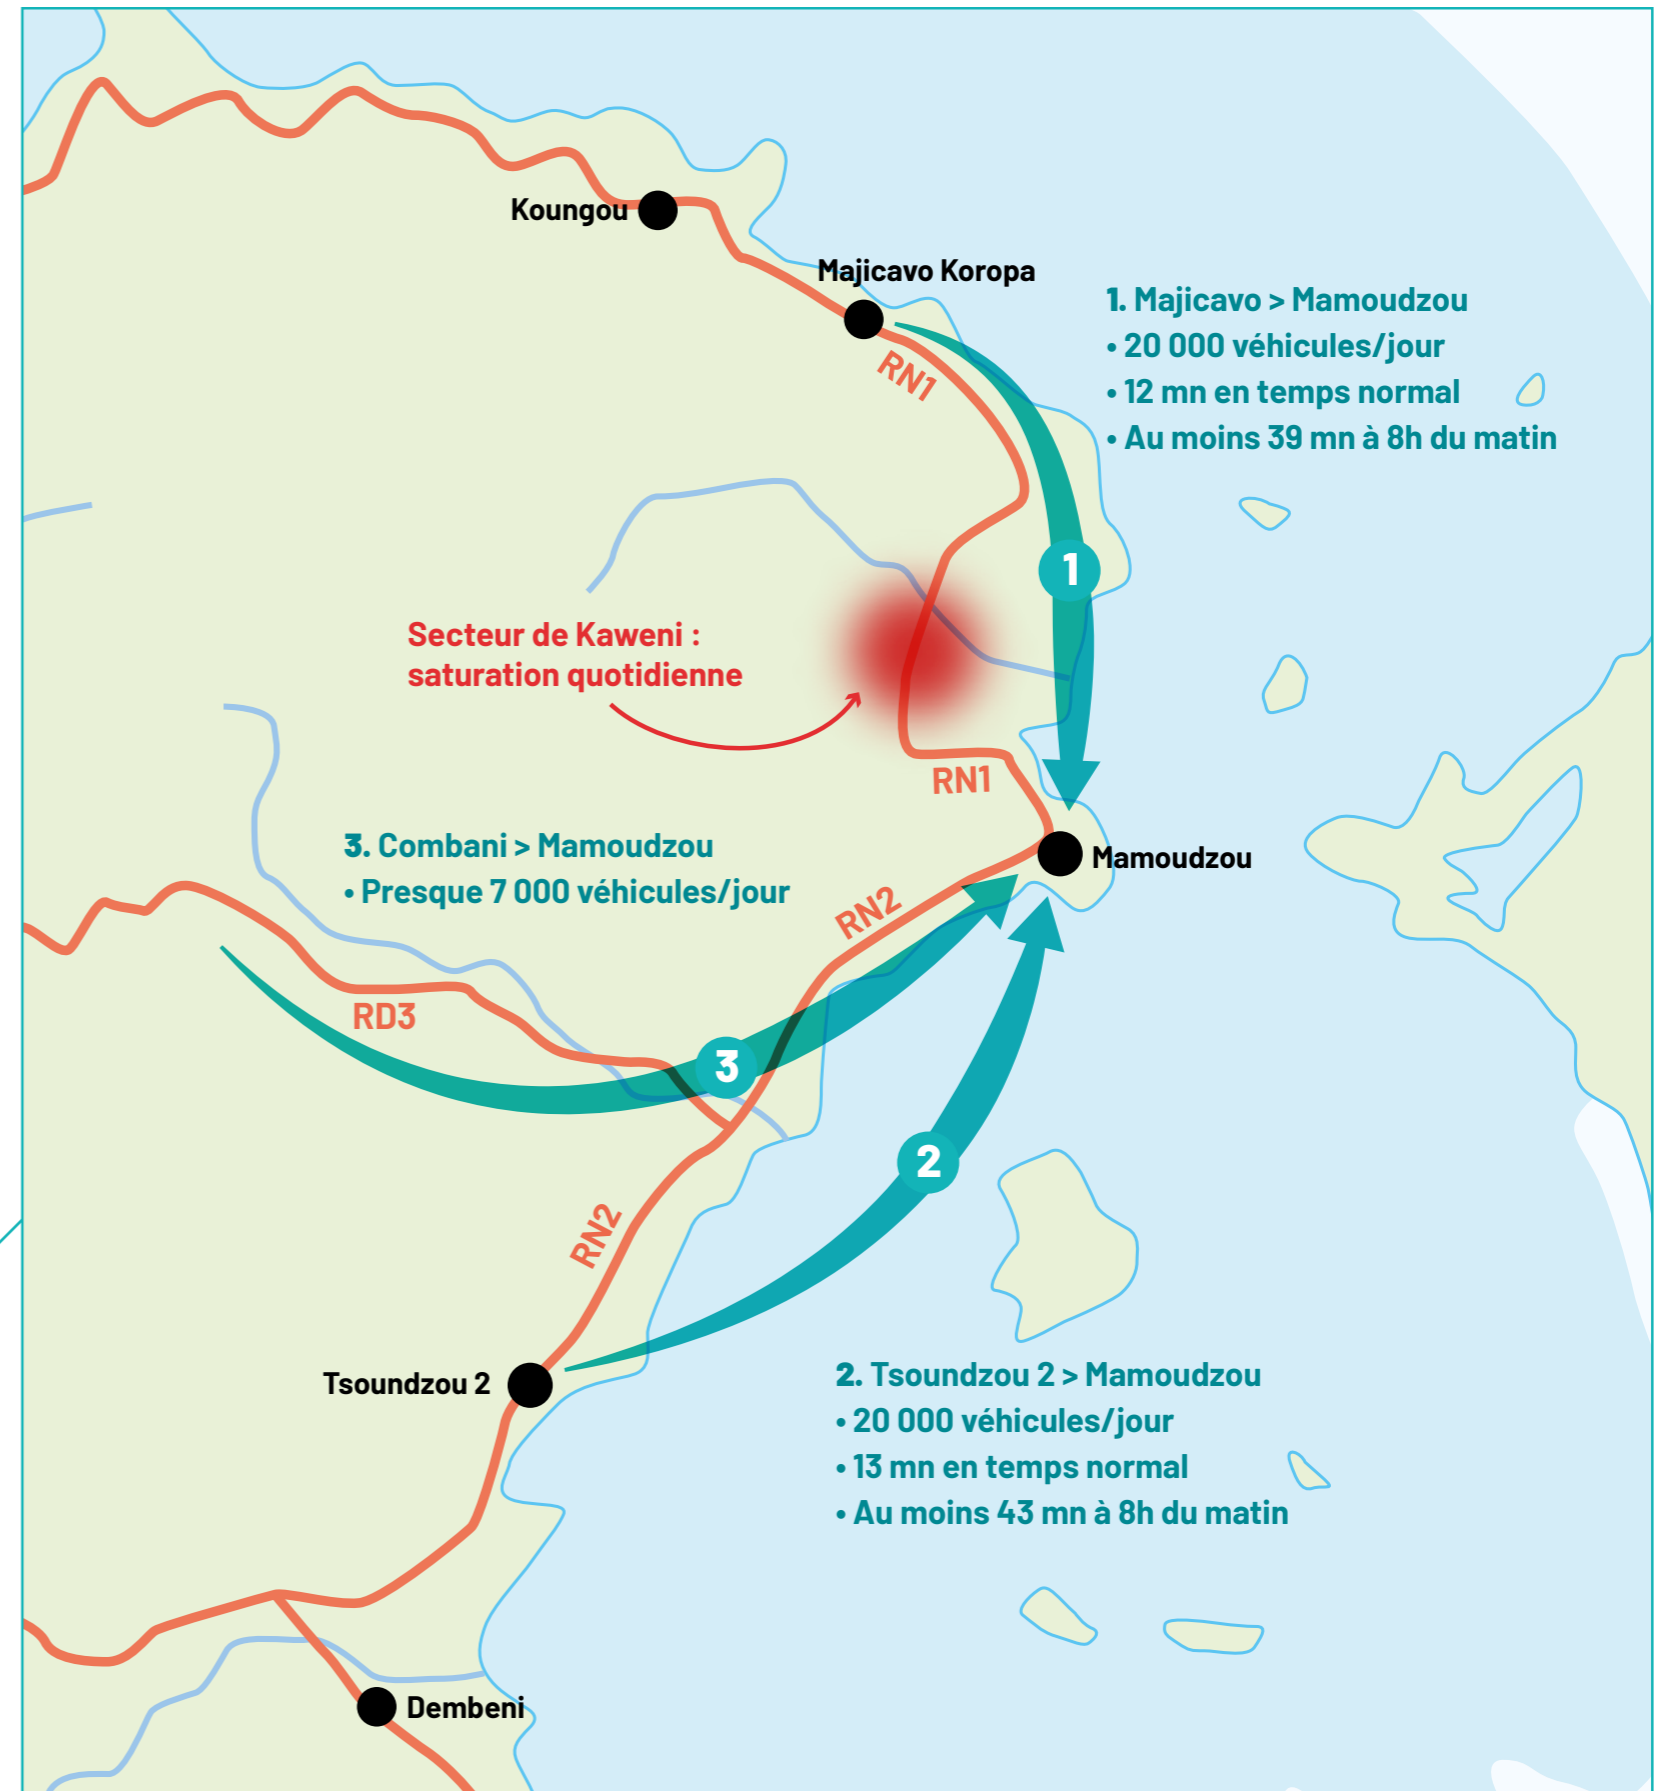 Koungou
Majicavo Koropa
1. Majicavo > Mamoudzou
• 20 000 véhicules/jour
• 12 mn en temps normal
• Au moins 39 mn à 8h du matin
RN1
1
Secteur de Kaweni :
saturation quotidienne
RN1
3. Combani > Mamoudzou
• Presque 7 000 véhicules/jour
Mamoudzou
RN2
RD3
3
2
RN2
Tsoundzou 2
2. Tsoundzou 2 > Mamoudzou
• 20 000 véhicules/jour
• 13 mn en temps normal
• Au moins 43 mn à 8h du matin
Dembeni